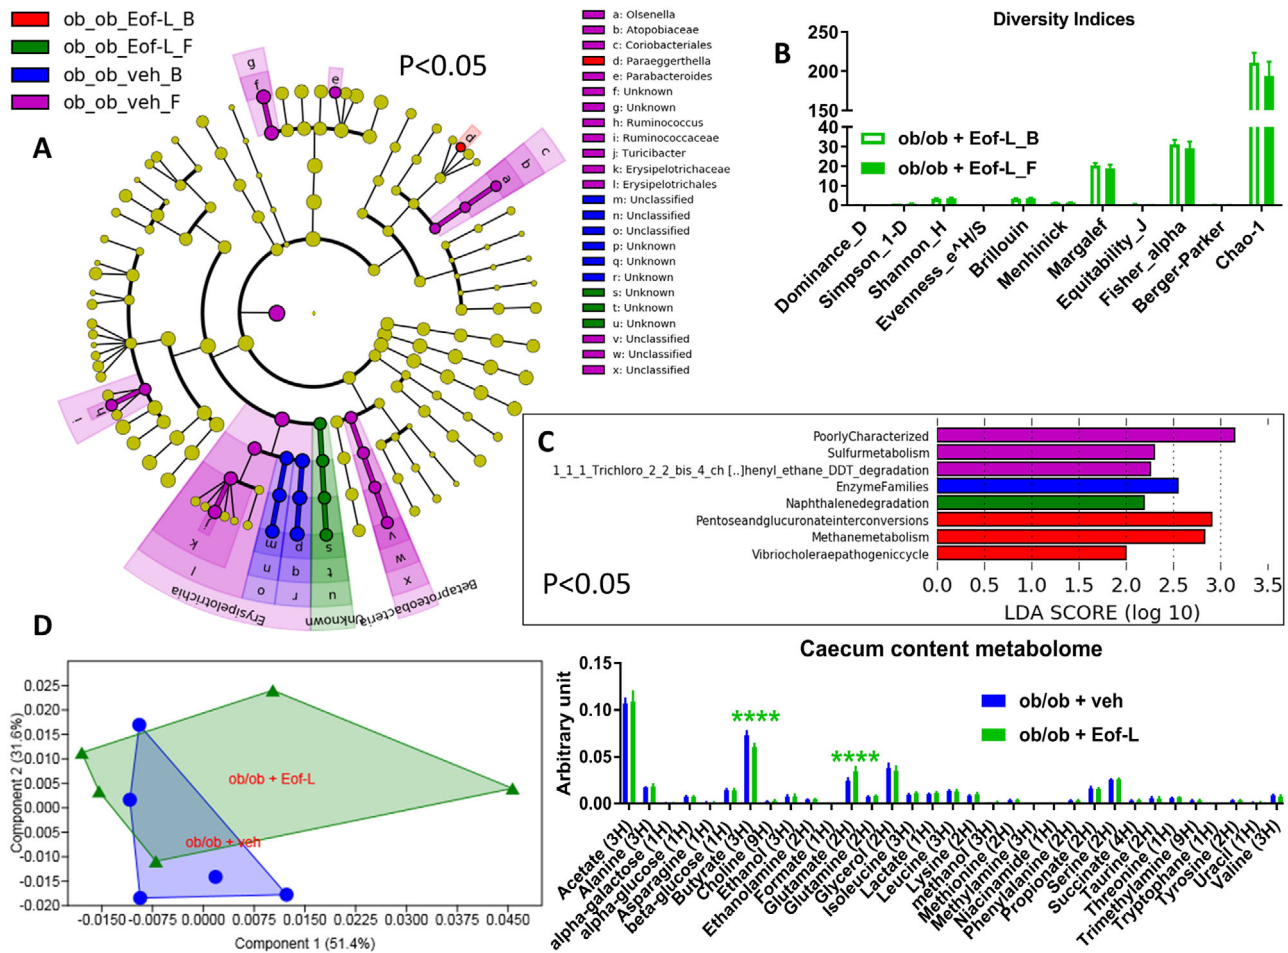 ob_ob_Eof-L_B
ob_ob_Eof-L_F
ob_ob_veh_B
ob_ob_veh_F
A
P<0.05
g
f
e
d
c
b
a
h
i
j
k
l
m
n
o
p
q
r
s
t
u
v
w
x
Erysipelotrichia
Unknown
Betaproteobacteria
a: Olsenella
b: Atopobiaceae
c: Coriobacteriales
d: Paraeggerthella
e: Parabacteroides
f: Unknown
g: Unknown
h: Ruminococcus
i: Ruminococcaceae
j: Turicibacter
k: Erysipelotrichaceae
l: Erysipelotrichales
m: Unclassified
n: Unclassified
o: Unclassified
p: Unknown
q: Unknown
r: Unknown
s: Unknown
t: Unknown
u: Unknown
v: Unclassified
w: Unclassified
x: Unclassified
B
Diversity Indices
250
200
150
40
30
20
10
0
ob/ob + Eof-L_B
ob/ob + Eof-L_F
Dominance_D
Simpson_1-D
Shannon_H
Evenness_e^H/S
Brillouin
Menhinick
Margalef
Equitability_J
Fisher_alpha
Berger-Parker
Chao-1
C
PoorlyCharacterized
Sulfurmetabolism
1_1_1_Trichloro_2_2_bis_4_ch [..]henyl_ethane_DDT_degradation
EnzymeFamilies
Naphthalenedegradation
Pentoseandglucuronateinterconversions
Methanemetabolism
Vibriocholeraepathogeniccycle
P<0.05
0.0 0.5 1.0 1.5 2.0 2.5 3.0 3.5
LDA SCORE (log 10)
D
Component 2 (31.6%)
0.025
0.020
0.015
0.010
0.005
0.000
-0.005
-0.010
-0.015
-0.020
ob/ob + Eof-L
ob/ob + veh
-0.0150 -0.0075 0.0000 0.0075 0.0150 0.0225 0.0300 0.0375 0.0450
Component 1 (51.4%)
Caecum content metabolome
Arbitrary unit
0.15
0.10
0.05
0.00
****
****
ob/ob + veh
ob/ob + Eof-L
Acetate (3H)
Alanine (3H)
alpha-galactose (1H)
alpha-glucose (1H)
Asparagine (1H)
beta-glucose (1H)
Butyrate (3H)
Choline (9H)
Ethanol (3H)
Ethanolamine (2H)
Formate (1H)
Glutamate (2H)
Glutamine (2H)
Glycerol (2H)
Isoleucine (3H)
Lactate (1H)
Leucine (3H)
Lysine (2H)
methanol (3H)
Methionine (2H)
Methylamine (3H)
Niacinamide (1H)
Phenylalanine (2H)
Propionate (2H)
Serine (2H)
Succinate (4H)
Taurine (2H)
Threonine (1H)
Trimethylamine (9H)
Tryptophane (1H)
Tyrosine (2H)
Uracil (1H)
Valine (3H)